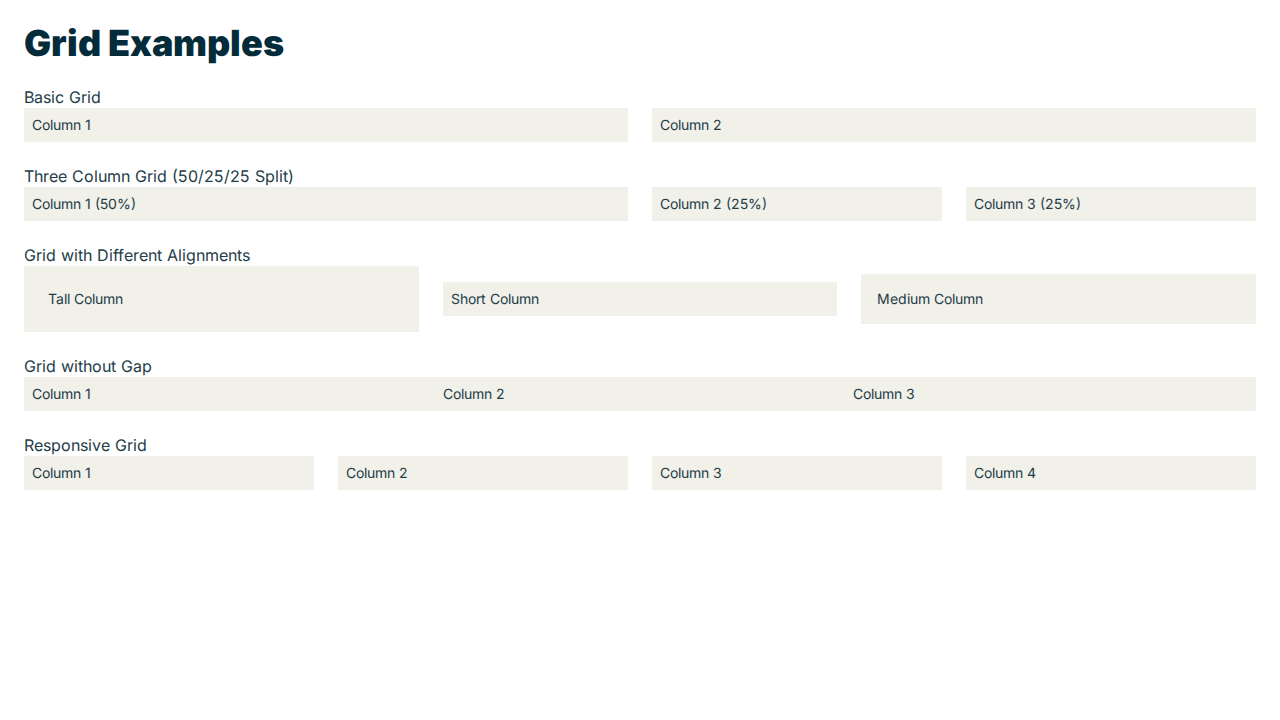 Grid Examples
Basic Grid
Column 1
Column 2
Three Column Grid (50/25/25 Split)
Column 1 (50%)
Column 2 (25%)
Column 3 (25%)
Grid with Different Alignments
Tall Column
Short Column
Medium Column
Grid without Gap
Column 1
Column 2
Column 3
Responsive Grid
Column 1
Column 2
Column 3
Column 4